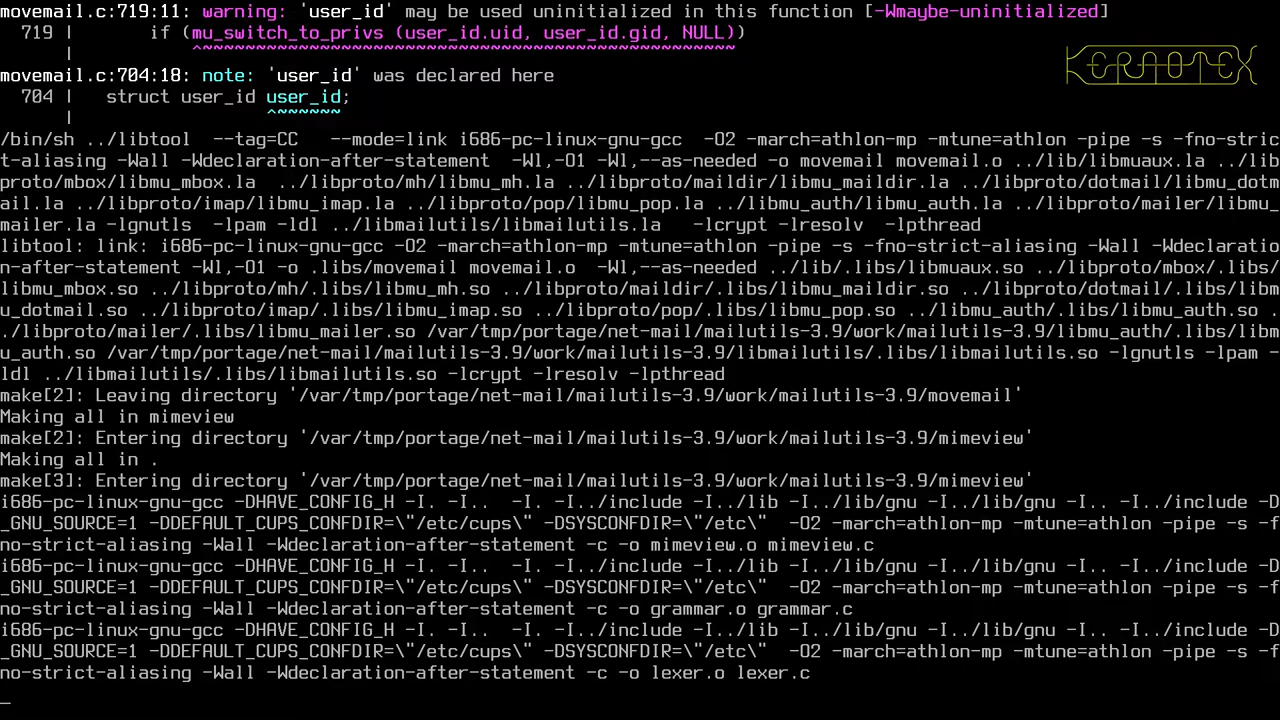 movemail.c:719:11: warning: 'user_id' may be used uninitialized in this function [-Wmaybe-uninitialized]
  719 |       if (mu_switch_to_privs (user_id.uid, user_id.gid, NULL))
      |           ^~~~~~~~~~~~~~~~~~~~~~~~~~~~~~~~~~~~~~~~~~~~~~~~~~~
KERNOTEX
movemail.c:704:18: note: 'user_id' was declared here
  704 |   struct user_id user_id;
      |                  ^~~~~~~
/bin/sh ../libtool  --tag=CC   --mode=link i686-pc-linux-gnu-gcc  -O2 -march=athlon-mp -mtune=athlon -pipe -s -fno-stric
t-aliasing -Wall -Wdeclaration-after-statement  -Wl,-O1 -Wl,--as-needed -o movemail movemail.o ../lib/libmuaux.la ../lib
proto/mbox/libmu_mbox.la  ../libproto/mh/libmu_mh.la ../libproto/maildir/libmu_maildir.la ../libproto/dotmail/libmu_dotm
ail.la ../libproto/imap/libmu_imap.la ../libproto/pop/libmu_pop.la ../libmu_auth/libmu_auth.la ../libproto/mailer/libmu_
mailer.la -lgnutls  -lpam -ldl ../libmailutils/libmailutils.la   -lcrypt -lresolv  -lpthread
libtool: link: i686-pc-linux-gnu-gcc -O2 -march=athlon-mp -mtune=athlon -pipe -s -fno-strict-aliasing -Wall -Wdeclaratio
n-after-statement -Wl,-O1 -o .libs/movemail movemail.o  -Wl,--as-needed ../lib/.libs/libmuaux.so ../libproto/mbox/.libs/
libmu_mbox.so ../libproto/mh/.libs/libmu_mh.so ../libproto/maildir/.libs/libmu_maildir.so ../libproto/dotmail/.libs/libm
u_dotmail.so ../libproto/imap/.libs/libmu_imap.so ../libproto/pop/.libs/libmu_pop.so ../libmu_auth/.libs/libmu_auth.so .
./libproto/mailer/.libs/libmu_mailer.so /var/tmp/portage/net-mail/mailutils-3.9/work/mailutils-3.9/libmu_auth/.libs/libm
u_auth.so /var/tmp/portage/net-mail/mailutils-3.9/work/mailutils-3.9/libmailutils/.libs/libmailutils.so -lgnutls -lpam -
ldl ../libmailutils/.libs/libmailutils.so -lcrypt -lresolv -lpthread
make[2]: Leaving directory '/var/tmp/portage/net-mail/mailutils-3.9/work/mailutils-3.9/movemail'
Making all in mimeview
make[2]: Entering directory '/var/tmp/portage/net-mail/mailutils-3.9/work/mailutils-3.9/mimeview'
Making all in .
make[3]: Entering directory '/var/tmp/portage/net-mail/mailutils-3.9/work/mailutils-3.9/mimeview'
i686-pc-linux-gnu-gcc -DHAVE_CONFIG_H -I. -I..  -I. -I../include -I../lib -I../lib/gnu -I../lib/gnu -I.. -I../include -D
_GNU_SOURCE=1 -DDEFAULT_CUPS_CONFDIR=\"/etc/cups\" -DSYSCONFDIR=\"/etc\"  -O2 -march=athlon-mp -mtune=athlon -pipe -s -f
no-strict-aliasing -Wall -Wdeclaration-after-statement -c -o mimeview.o mimeview.c
i686-pc-linux-gnu-gcc -DHAVE_CONFIG_H -I. -I..  -I. -I../include -I../lib -I../lib/gnu -I../lib/gnu -I.. -I../include -D
_GNU_SOURCE=1 -DDEFAULT_CUPS_CONFDIR=\"/etc/cups\" -DSYSCONFDIR=\"/etc\"  -O2 -march=athlon-mp -mtune=athlon -pipe -s -f
no-strict-aliasing -Wall -Wdeclaration-after-statement -c -o grammar.o grammar.c
i686-pc-linux-gnu-gcc -DHAVE_CONFIG_H -I. -I..  -I. -I../include -I../lib -I../lib/gnu -I../lib/gnu -I.. -I../include -D
_GNU_SOURCE=1 -DDEFAULT_CUPS_CONFDIR=\"/etc/cups\" -DSYSCONFDIR=\"/etc\"  -O2 -march=athlon-mp -mtune=athlon -pipe -s -f
no-strict-aliasing -Wall -Wdeclaration-after-statement -c -o lexer.o lexer.c